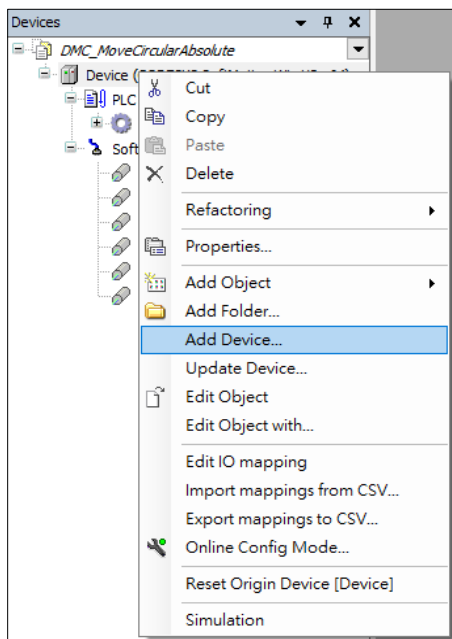 Devices
DMC_MoveCircularAbsolute
Device (
PLC
Soft
Cut
Copy
Paste
Delete
Refactoring
Properties...
Add Object
Add Folder...
Add Device...
Update Device...
Edit Object
Edit Object with...
Edit IO mapping
Import mappings from CSV...
Export mappings to CSV...
Online Config Mode...
Reset Origin Device [Device]
Simulation